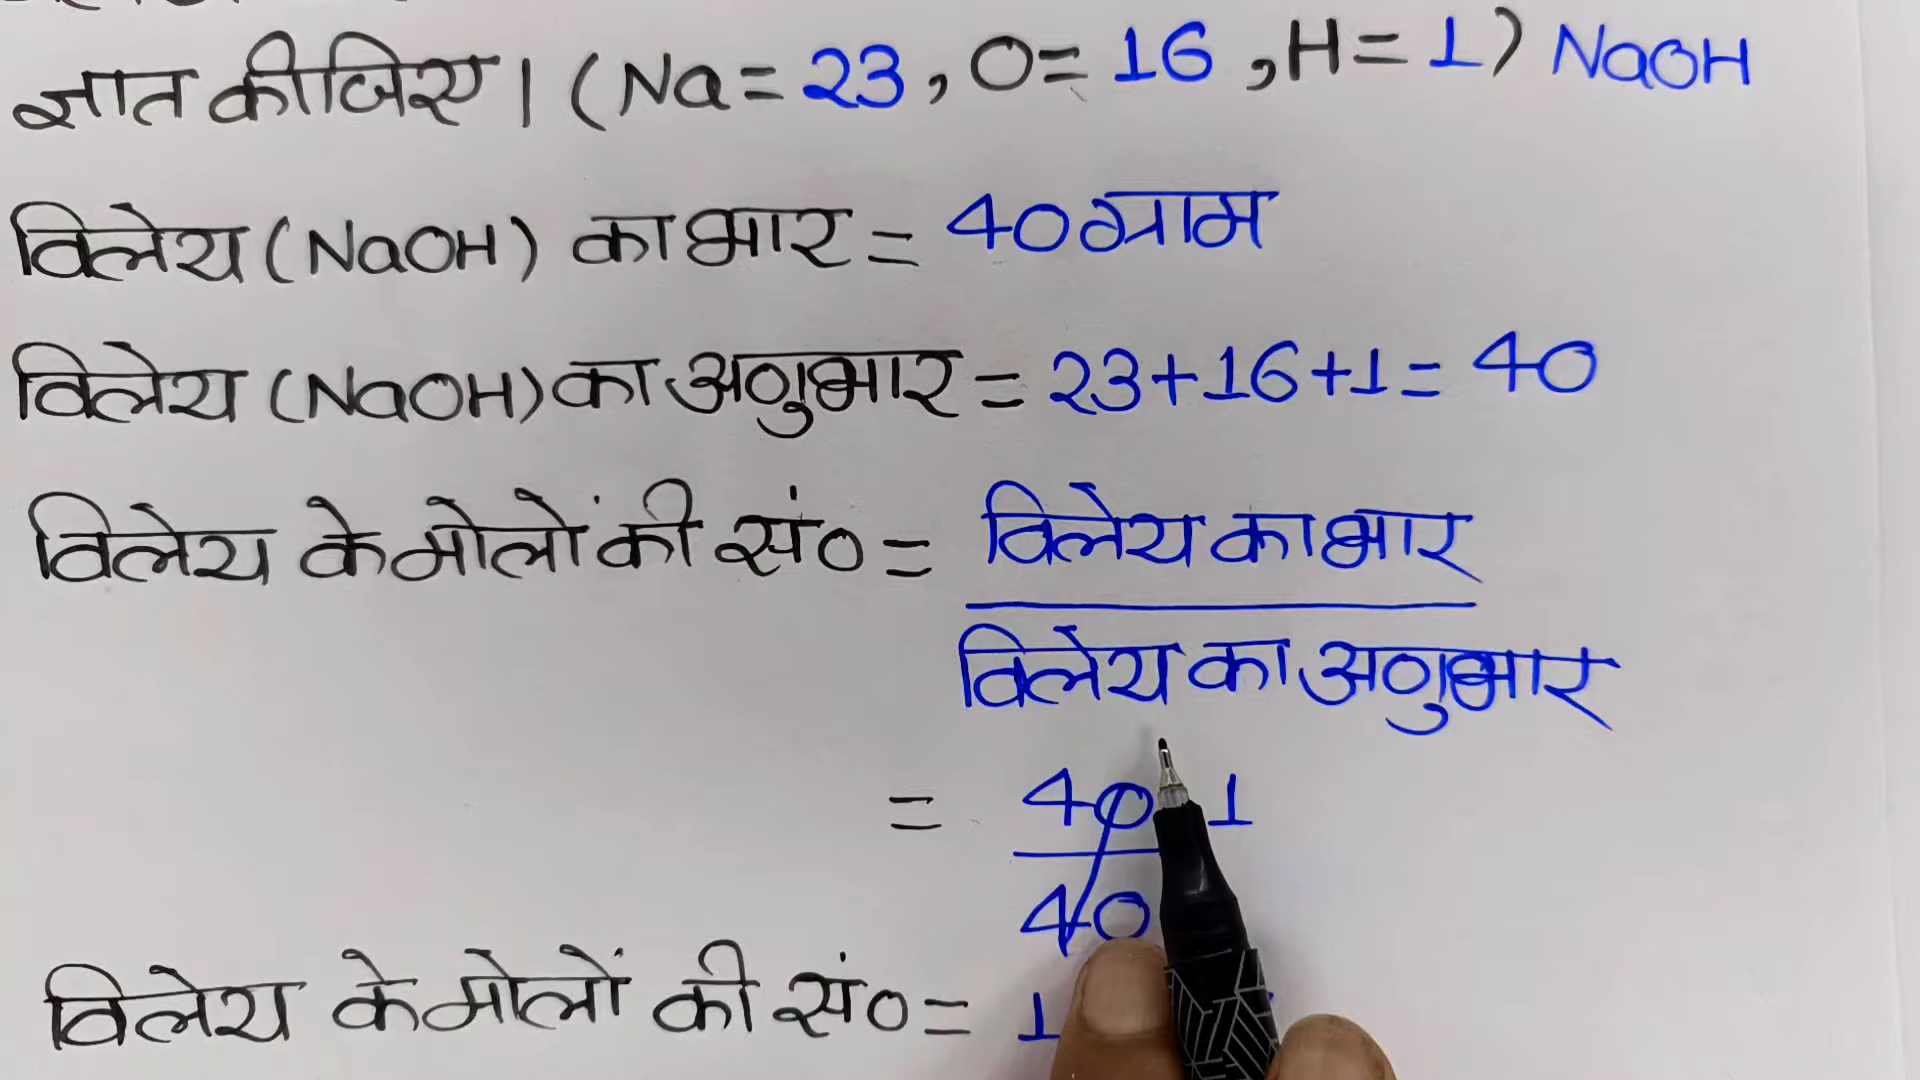 ज्ञात कीजिए। (Na = 23, O = 16, H = 1) NaOH
विलेय (NaOH) का भार = 40 ग्राम
विलेय (NaOH) का अणुभार = 23+16+1 = 40
विलेय के मोलों की सं० = विलेय का भार
विलेय का अणुभार
= 40 1
40
विलेय के मोलों की सं० = 1